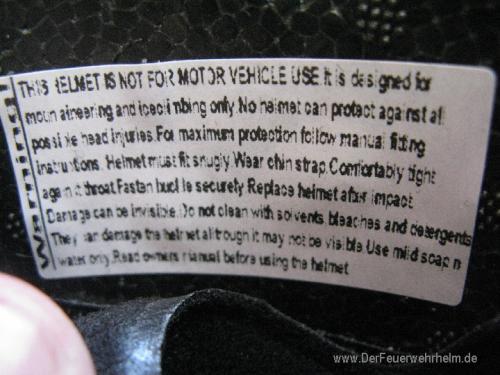 Warning!
THIS HELMET IS NOT FOR MOTOR VEHICLE USE.It is designed for
mountaineering and iceclimbing only.No helmet can protect against all
possible head injuries.For maximum protection follow manual fitting
instructions. Helmet must fit snugly.Wear chin strap.Comfortably tight
against throat.Fasten buckle securely.Replace helmet after impact.
Damage can be invisible.Do not clean with solvents bleaches and detergents
They can damage the helmet although it may not be visible.Use mild soap n
water only.Read owners manual before using the helmet
www.DerFeuerwehrhelm.de